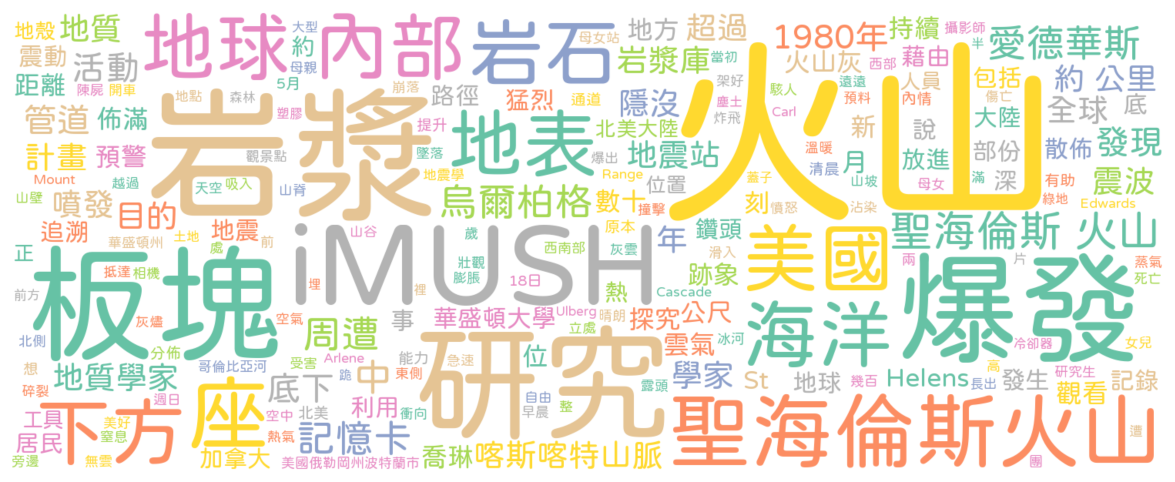 地殼 地質 地球內部 大型 約 母女站 岩石 地方 超過 1980年 持續 攝影師 半 愛德華斯
震動 活動 母親 5月 岩漿庫 當初 火山灰 藉由 西部 人員 包括 約 公里
距離 陳屍 開車 地點 森林 崩落 路徑 猛烈 通道 隱沒 架好 塵土 炸飛 駭人 Carl 遠遠 預料 內情 傷亡 全球 底
管道 佈滿 塑膠 岩漿 提升 地表 北美大陸 火山 新 說 大陸 發現
計畫 預警 觀景點 墜落 爆出 地震站 溫暖 清晨 月 放進 部份 散佈
Mount 越過 天空 吸入 山脊 地震學 Range 位置 蓋子 山坡 母女 滿 深 有助 震波
山壁 噴發 目的 烏爾柏格 數十 撞擊 憤怒 刻 沾染 綠地 Edwards
追溯 華盛頓州 土地 處 地震 前 山谷 iMUSH 歲 西南部 原本 灰雲 年 鑽頭 滑入 美國 聖海倫斯 火山
正 板塊 抵達 相機 壯觀 膨脹 18日 熱 跡象 兩 片 爆發 蒸氣 死亡
前方 埋 裡 Cascade
北側 灰燼 空氣 周遭 事 華盛頓大學 Ulberg 立處 晴朗 探究 公尺 海洋
分佈 哥倫比亞河 受害 Arlene 跪 能力 東側 急速 研究 位 雲氣 冰河 冷卻器 女兒
想 碎裂 地質學家 週日 底下 中 露頭 學家 St 地球 幾百 Helens 高 長出 研究生 發生 觀看 記錄
工具 下方 美好 窒息 座 空中 北美 利用 衝向 自由 早晨 整 聖海倫斯火山 遭
居民 熱氣 記憶卡
旁邊 無雲 加拿大 美國俄勒岡州波特蘭市 喬琳 喀斯喀特山脈 團